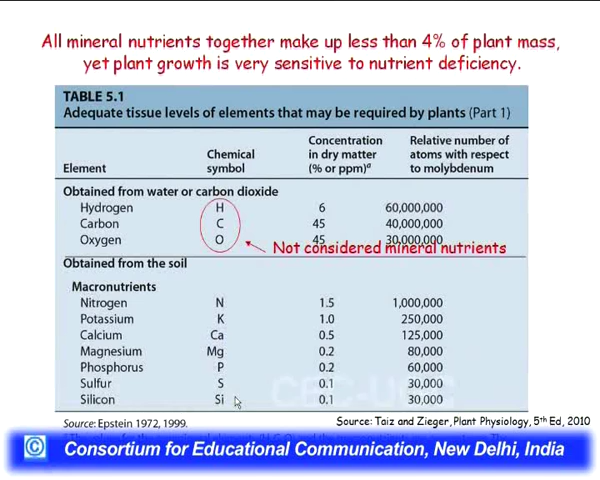 All mineral nutrients together make up less than 4% of plant mass,
yet plant growth is very sensitive to nutrient deficiency.
TABLE 5.1
Adequate tissue levels of elements that may be required by plants (Part 1)
Element Chemical symbol Concentration in dry matter (% or ppm)ᵃ Relative number of atoms with respect to molybdenum
Obtained from water or carbon dioxide
Hydrogen H 6 60,000,000
Carbon C 45 40,000,000
Oxygen O 45 30,000,000
Not considered mineral nutrients
Obtained from the soil
Macronutrients
Nitrogen N 1.5 1,000,000
Potassium K 1.0 250,000
Calcium Ca 0.5 125,000
Magnesium Mg 0.2 80,000
Phosphorus P 0.2 60,000
Sulfur S 0.1 30,000
Silicon Si 0.1 30,000
CEC-UGC
Source: Epstein 1972, 1999.
Source: Taiz and Zieger, Plant Physiology, 5th Ed, 2010
© Consortium for Educational Communication, New Delhi, India